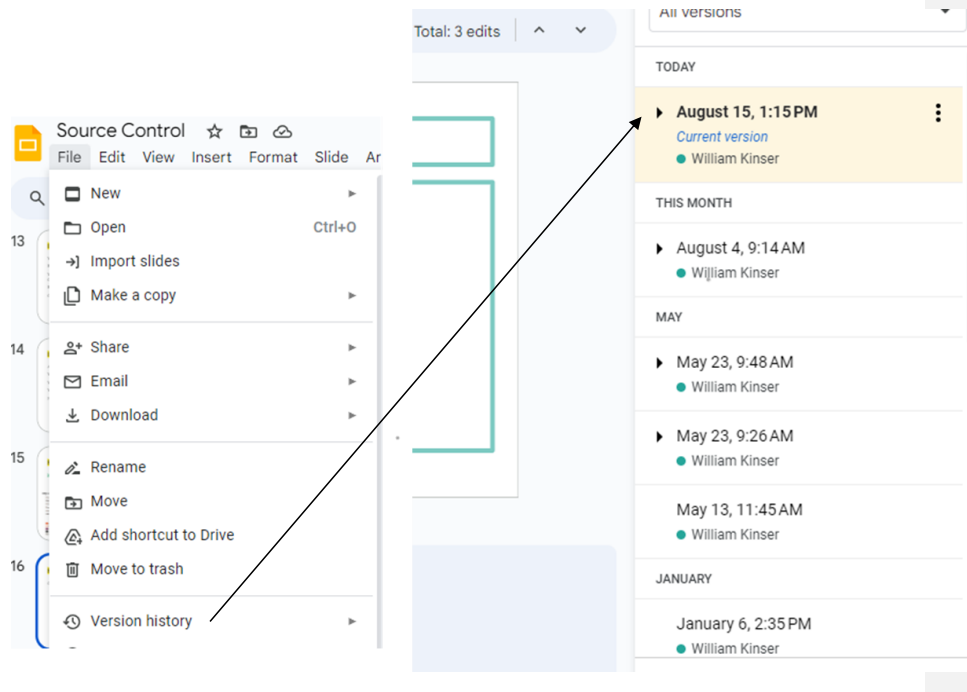 Source Control
File Edit View Insert Format Slide Ar
13
14
15
16
New
Open Ctrl+O
Import slides
Make a copy
Share
Email
Download
Rename
Move
Add shortcut to Drive
Move to trash
Version history
Total: 3 edits
All versions
TODAY
August 15, 1:15 PM
Current version
William Kinser
THIS MONTH
August 4, 9:14 AM
William Kinser
MAY
May 23, 9:48 AM
William Kinser
May 23, 9:26 AM
William Kinser
May 13, 11:45 AM
William Kinser
JANUARY
January 6, 2:35 PM
William Kinser